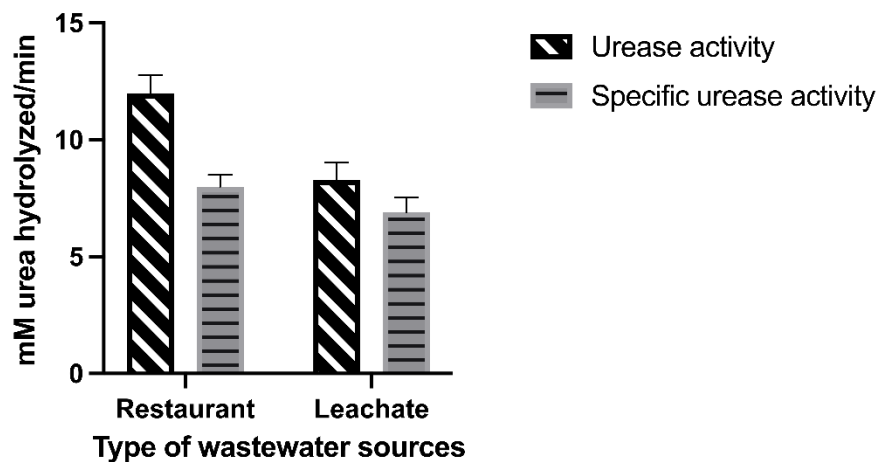 mM urea hydrolyzed/min
15
10
5
0
Restaurant
Leachate
Type of wastewater sources
Urease activity
Specific urease activity